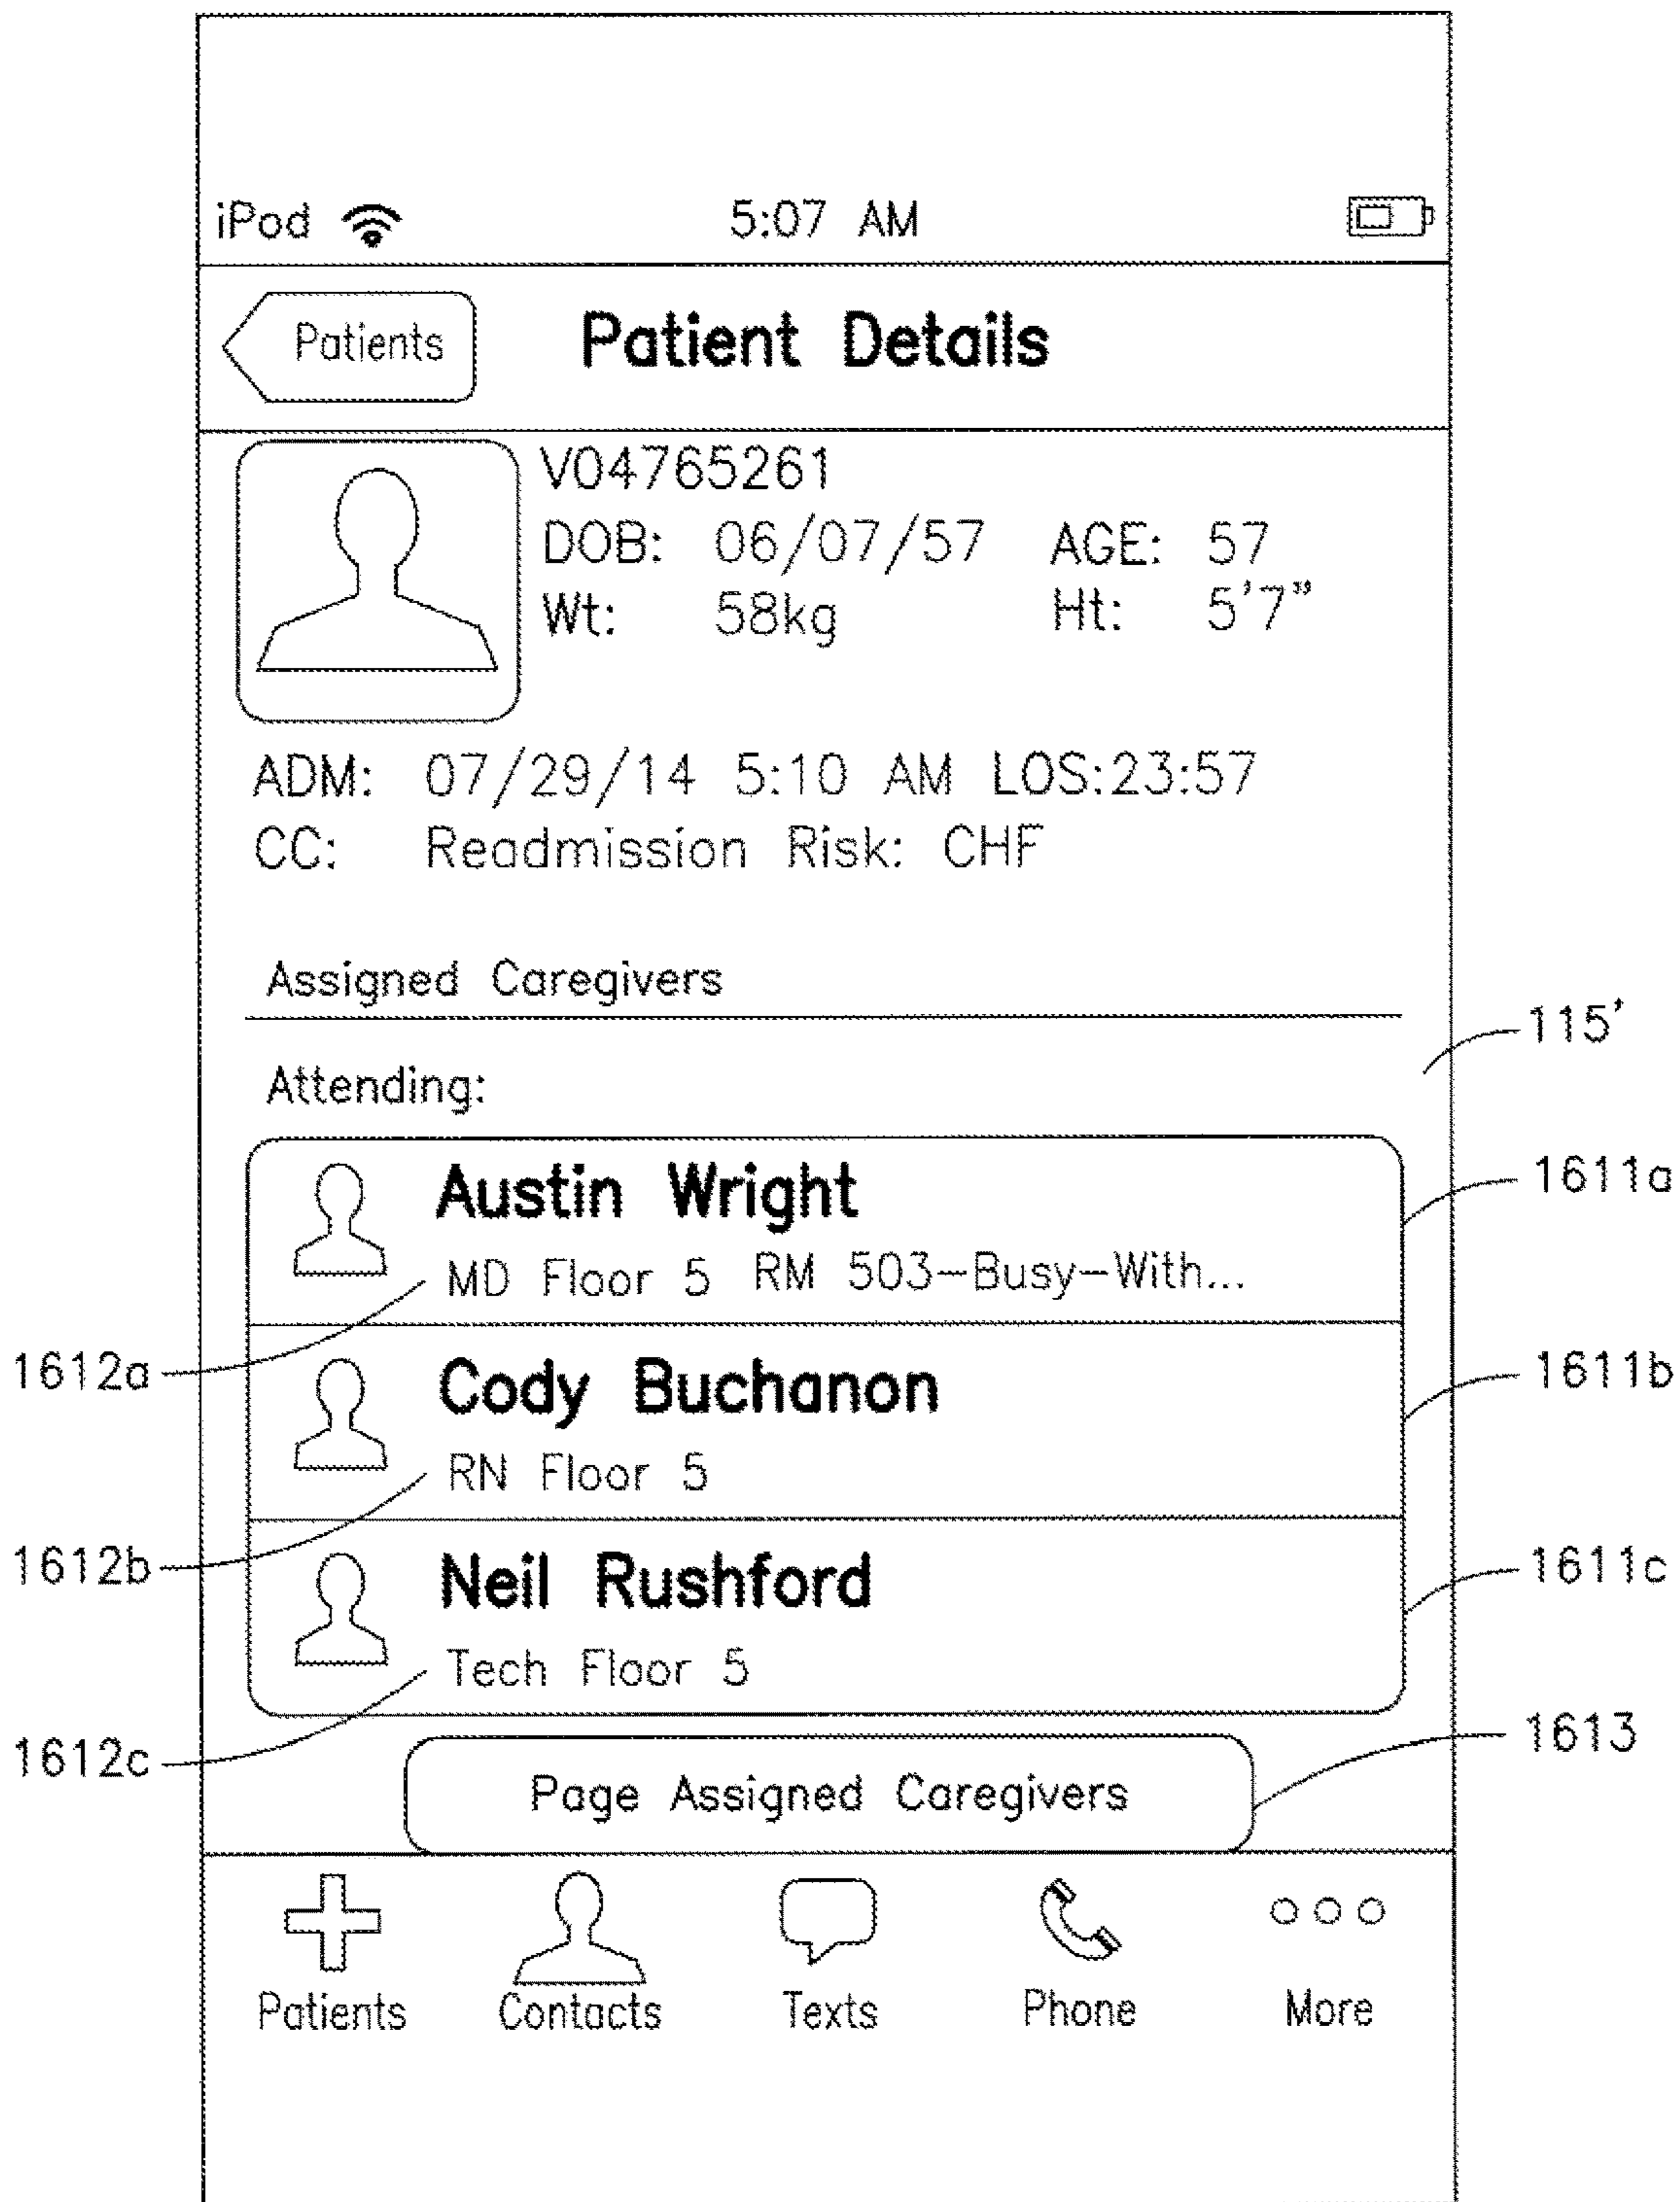 iPod 5:07 AM
Patients Patient Details
V04765261
DOB: 06/07/57 AGE: 57
Wt: 58kg Ht: 5'7"
ADM: 07/29/14 5:10 AM LOS:23:57
CC: Readmission Risk: CHF
Assigned Caregivers
115'
Attending:
Austin Wright 1611a
MD Floor 5 RM 503-Busy-With...
1612a
Cody Buchanon 1611b
RN Floor 5
1612b
Neil Rushford 1611c
Tech Floor 5
1612c
1613
Page Assigned Caregivers
Patients Contacts Texts Phone More